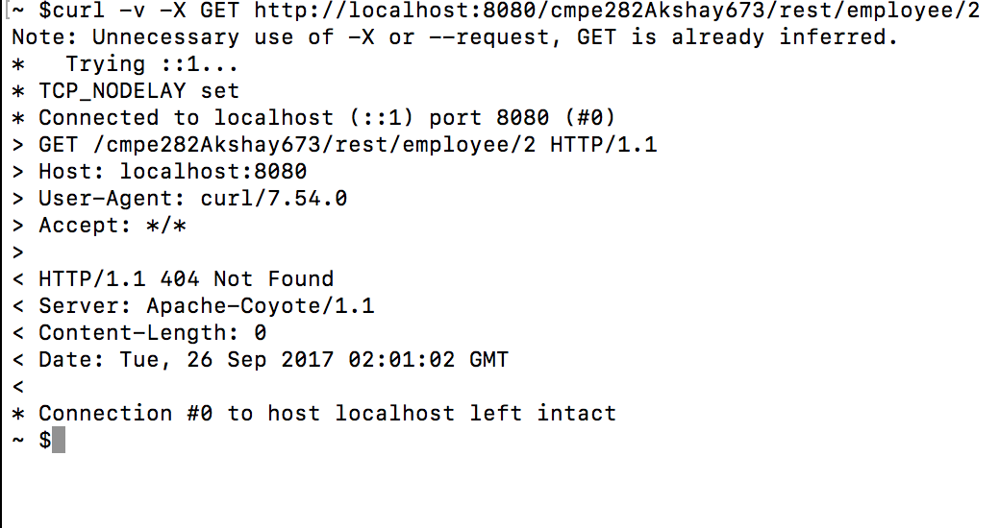 [~ $curl -v -X GET http://localhost:8080/cmpe282Akshay673/rest/employee/2
Note: Unnecessary use of -X or --request, GET is already inferred.
*   Trying ::1...
* TCP_NODELAY set
* Connected to localhost (::1) port 8080 (#0)
> GET /cmpe282Akshay673/rest/employee/2 HTTP/1.1
> Host: localhost:8080
> User-Agent: curl/7.54.0
> Accept: */*
>
< HTTP/1.1 404 Not Found
< Server: Apache-Coyote/1.1
< Content-Length: 0
< Date: Tue, 26 Sep 2017 02:01:02 GMT
<
* Connection #0 to host localhost left intact
~ $